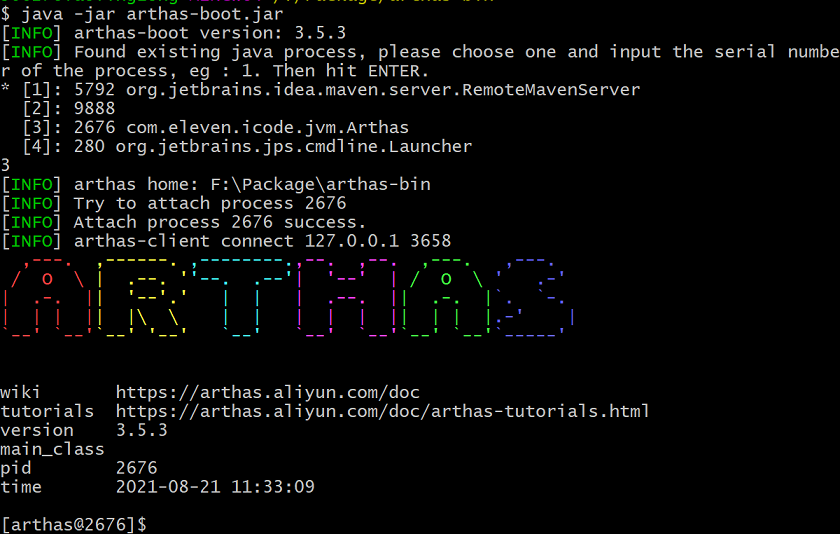 $ java -jar arthas-boot.jar
[INFO] arthas-boot version: 3.5.3
[INFO] Found existing java process, please choose one and input the serial numbe
r of the process, eg : 1. Then hit ENTER.
* [1]: 5792 org.jetbrains.idea.maven.server.RemoteMavenServer
  [2]: 9888
  [3]: 2676 com.eleven.icode.jvm.Arthas
  [4]: 280 org.jetbrains.jps.cmdline.Launcher
3
[INFO] arthas home: F:\Package\arthas-bin
[INFO] Try to attach process 2676
[INFO] Attach process 2676 success.
[INFO] arthas-client connect 127.0.0.1 3658
ARTHAS
wiki       https://arthas.aliyun.com/doc
tutorials  https://arthas.aliyun.com/doc/arthas-tutorials.html
version    3.5.3
main_class
pid        2676
time       2021-08-21 11:33:09
[arthas@2676]$